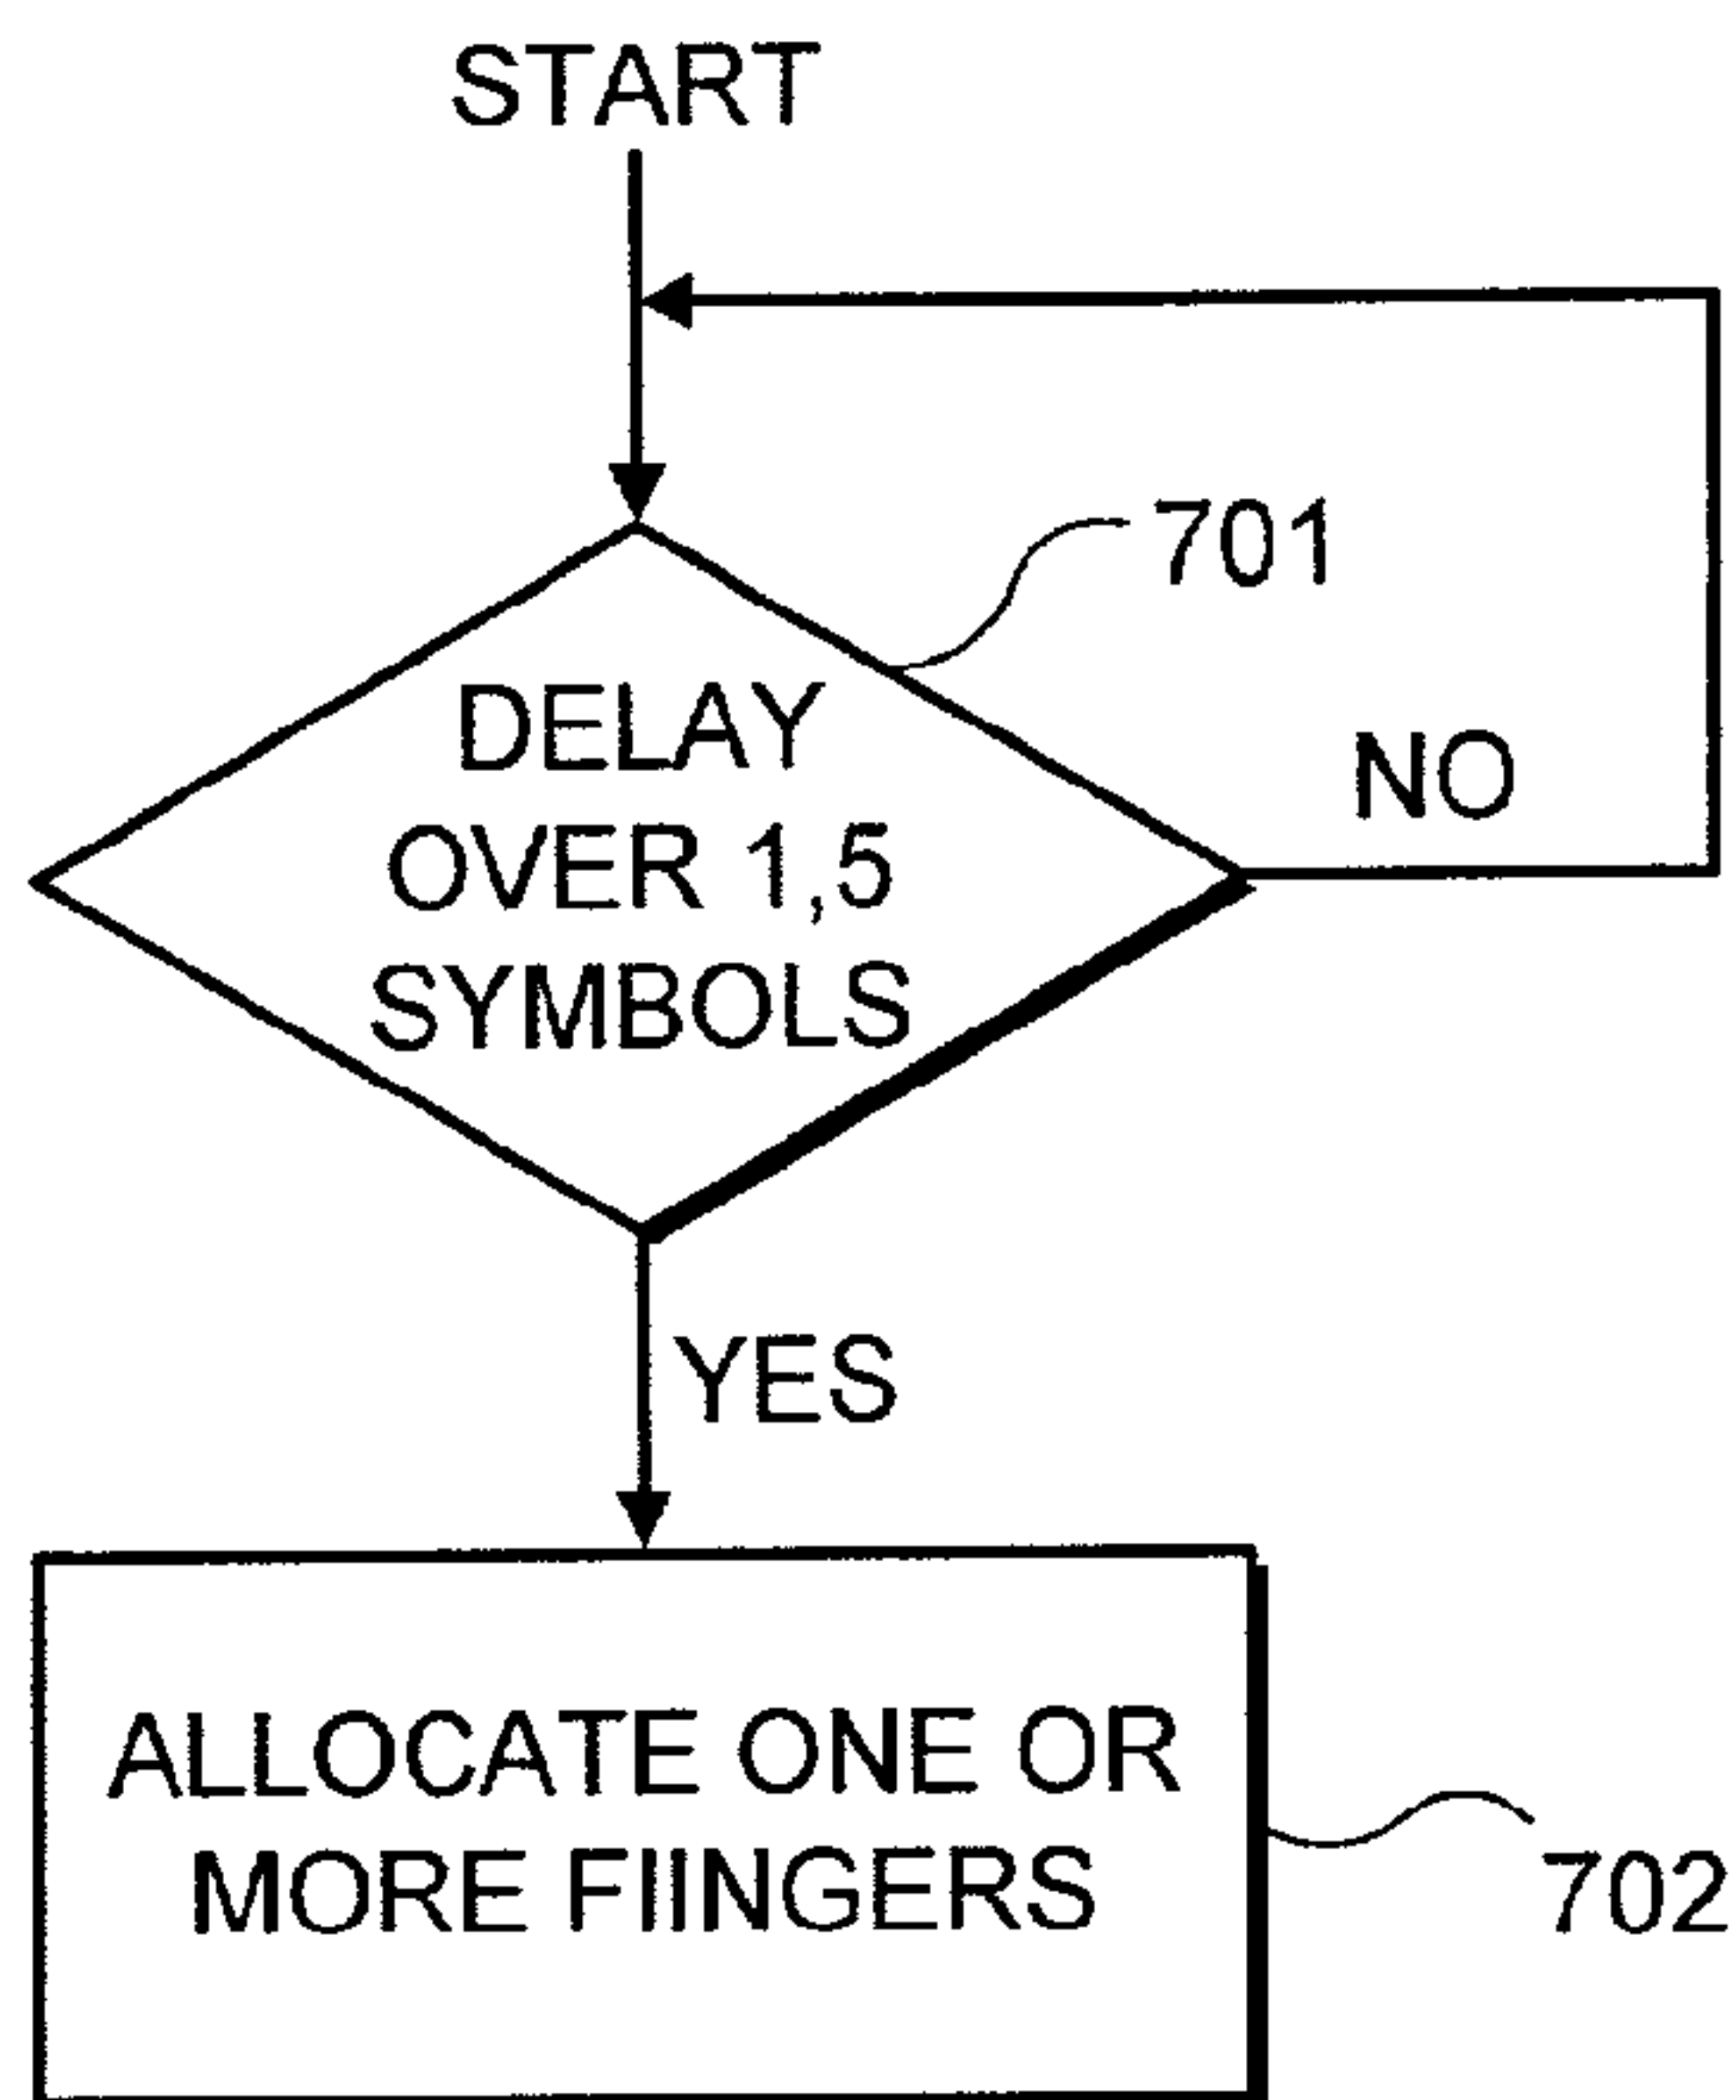 START
701
DELAY
OVER 1,5
SYMBOLS
NO
YES
ALLOCATE ONE OR
MORE FIINGERS
702